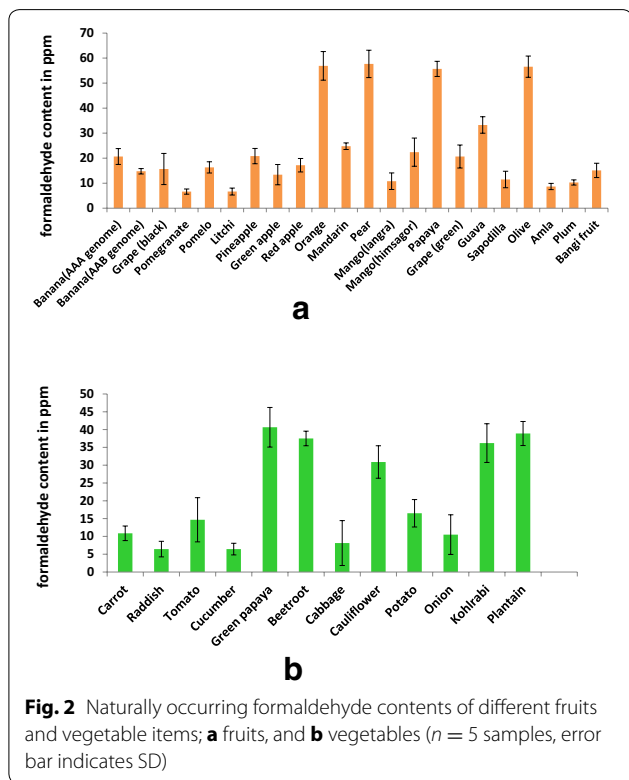 formaldehyde content in ppm
70
60
50
40
30
20
10
0
Banana(AAA genome)
Banana(AAB genome)
Grape (black)
Pomegranate
Pomelo
Litchi
Pineapple
Green apple
Red apple
Orange
Mandarin
Pear
Mango(langra)
Mango(himsagor)
Papaya
Grape (green)
Guava
Sapodilla
Olive
Amla
Plum
Bangi fruit
a
formaldehyde content in ppm
50
45
40
35
30
25
20
15
10
5
0
Carrot
Raddish
Tomato
Cucumber
Green papaya
Beetroot
Cabbage
Cauliflower
Potato
Onion
Kohlrabi
Plantain
b
Fig. 2 Naturally occurring formaldehyde contents of different fruits
and vegetable items; a fruits, and b vegetables (n = 5 samples, error
bar indicates SD)